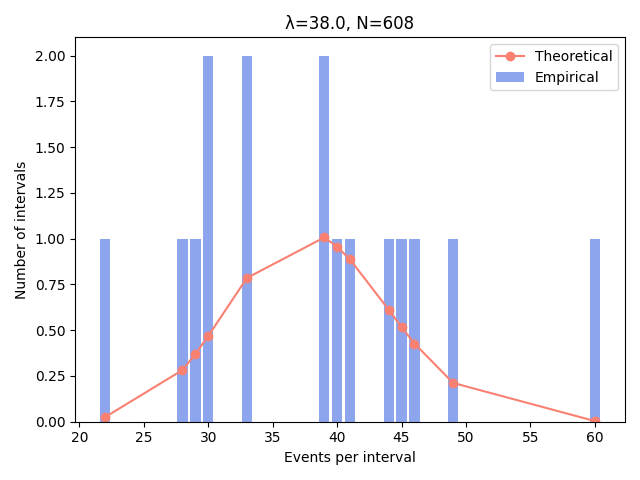 λ=38.0, N=608
Number of intervals
2.00
1.75
1.50
1.25
1.00
0.75
0.50
0.25
0.00
Theoretical
Empirical
20 25 30 35 40 45 50 55 60
Events per interval